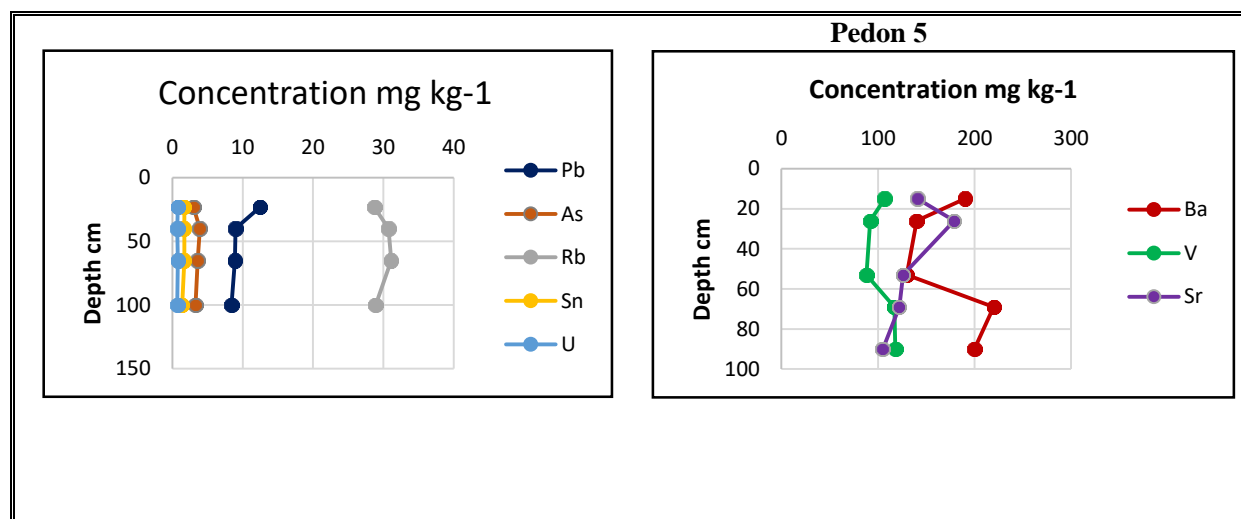 Pedon 5
Concentration mg kg-1
0 10 20 30 40
0
50
100
150
Depth cm
Pb
As
Rb
Sn
U
Concentration mg kg-1
0 100 200 300
0
20
40
60
80
100
Depth cm
Ba
V
Sr